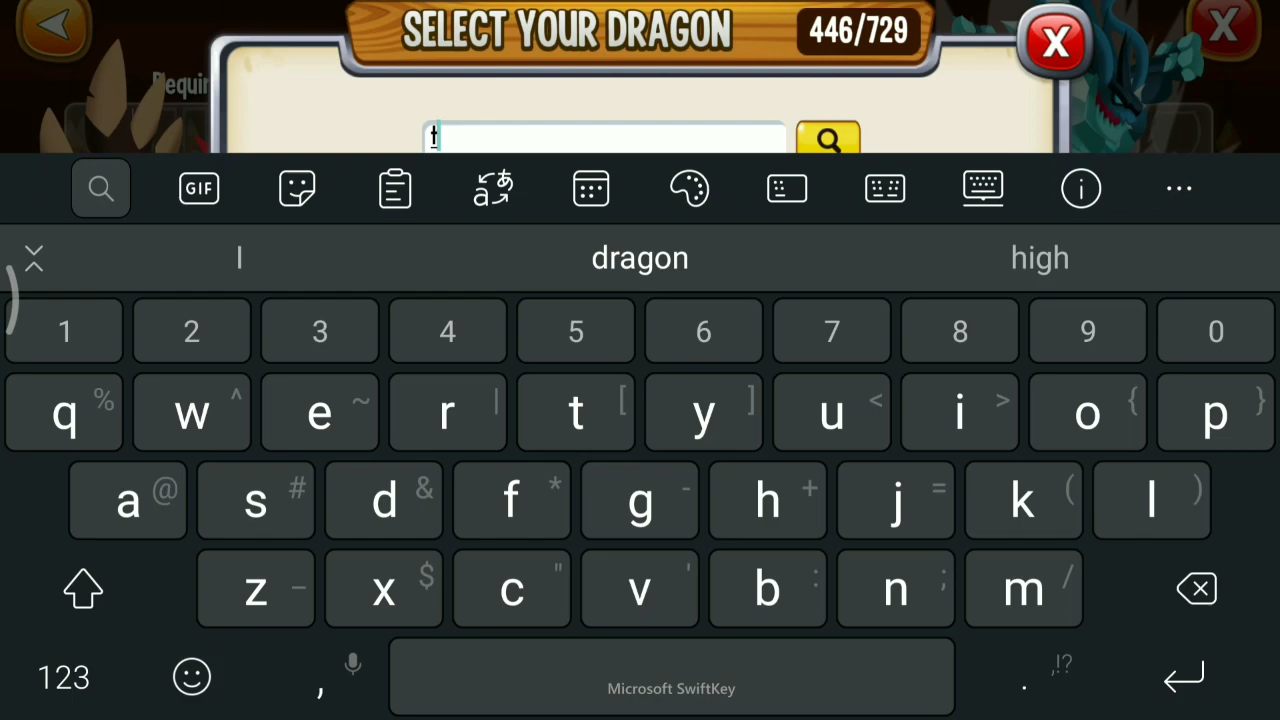 SELECT YOUR DRAGON 446/729 X X
Requir
t
GIF
I dragon high
1 2 3 4 5 6 7 8 9 0
q % w ^ e ~ r | t [ y ] u < i > o { p }
a @ s # d & f * g - h + j = k ( l )
z _ x $ c " v ' b : n ; m /
123 , Microsoft SwiftKey . ,!?